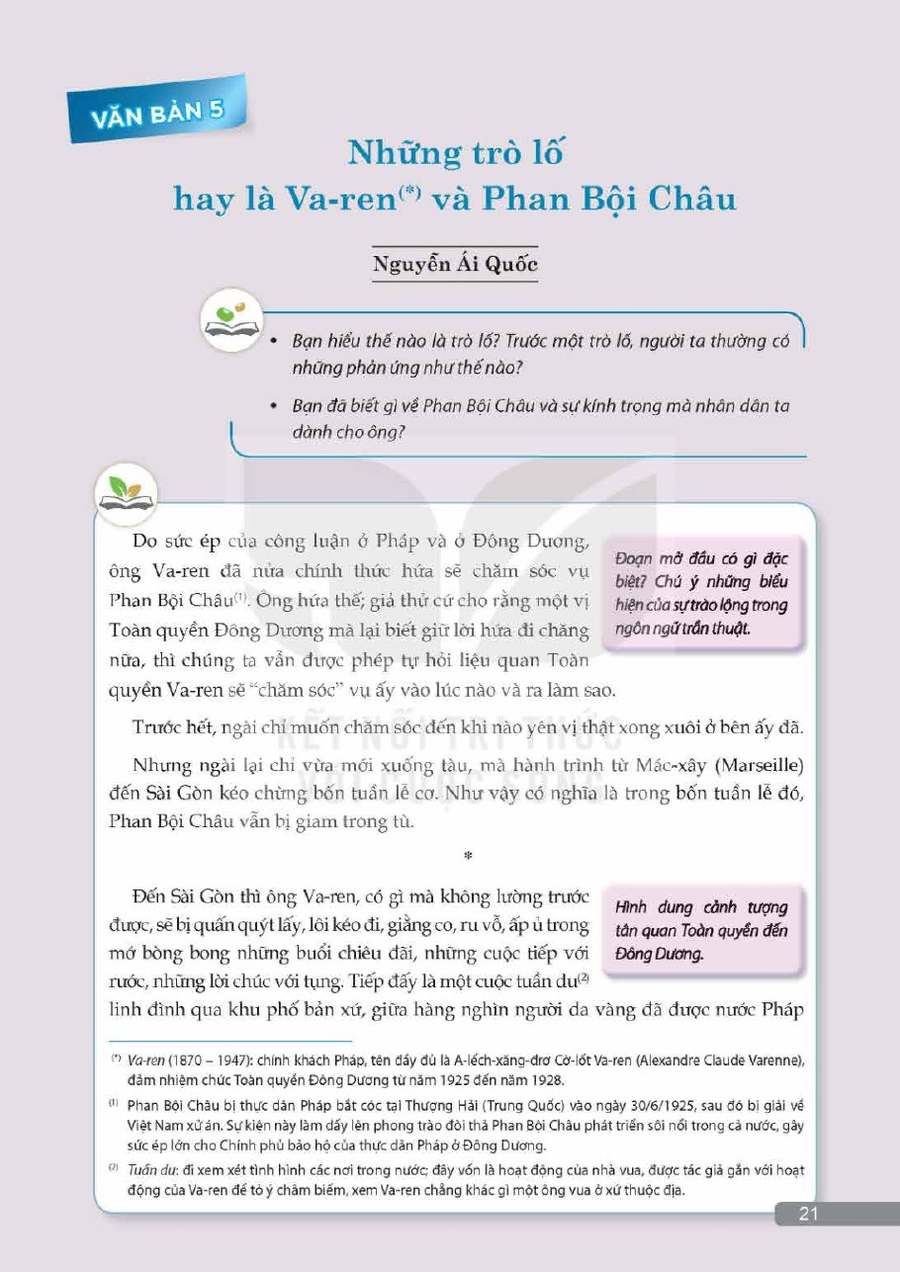 VĂN BẢN 5
Những trò lố
hay là Va-ren(*) và Phan Bội Châu
Nguyễn Ái Quốc
• Bạn hiểu thế nào là trò lố? Trước một trò lố, người ta thường có
những phản ứng như thế nào?
• Bạn đã biết gì về Phan Bội Châu và sự kính trọng mà nhân dân ta
dành cho ông?
Do sức ép của công luận ở Pháp và ở Đông Dương,
ông Va-ren đã nửa chính thức hứa sẽ chăm sóc vụ
Phan Bội Châu(1). Ông hứa thế; giả thử cứ cho rằng một vị
Toàn quyền Đông Dương mà lại biết giữ lời hứa đi chăng
nữa, thì chúng ta vẫn được phép tự hỏi liệu quan Toàn
quyền Va-ren sẽ “chăm sóc” vụ ấy vào lúc nào và ra làm sao.
Đoạn mở đầu có gì đặc
biệt? Chú ý những biểu
hiện của sự trào lộng trong
ngôn ngữ trần thuật.
Trước hết, ngài chỉ muốn chăm sóc đến khi nào yên vị thật xong xuôi ở bên ấy đã.
Nhưng ngài lại chỉ vừa mới xuống tàu, mà hành trình từ Mác-xây (Marseille)
đến Sài Gòn kéo chừng bốn tuần lễ cơ. Như vậy có nghĩa là trong bốn tuần lễ đó,
Phan Bội Châu vẫn bị giam trong tù.
KẾT NỐI TRI THỨC
VỚI CUỘC SỐNG
*
Đến Sài Gòn thì ông Va-ren, có gì mà không lường trước
được, sẽ bị quấn quýt lấy, lôi kéo đi, giằng co, ru vỗ, ấp ủ trong
mớ bòng bong những buổi chiêu đãi, những cuộc tiếp với
rước, những lời chúc với tụng. Tiếp đấy là một cuộc tuần du(2)
linh đình qua khu phố bản xứ, giữa hàng nghìn người da vàng đã được nước Pháp
Hình dung cảnh tượng
tân quan Toàn quyền đến
Đông Dương.
(*) Va-ren (1870 – 1947): chính khách Pháp, tên đầy đủ là A-lếch-xăng-đrơ Cờ-lốt Va-ren (Alexandre Claude Varenne),
đảm nhiệm chức Toàn quyền Đông Dương từ năm 1925 đến năm 1928.
(1) Phan Bội Châu bị thực dân Pháp bắt cóc tại Thượng Hải (Trung Quốc) vào ngày 30/6/1925, sau đó bị giải về
Việt Nam xử án. Sự kiện này làm dấy lên phong trào đòi thả Phan Bội Châu phát triển sôi nổi trong cả nước, gây
sức ép lớn cho Chính phủ bảo hộ của thực dân Pháp ở Đông Dương.
(2) Tuần du: đi xem xét tình hình các nơi trong nước; đây vốn là hoạt động của nhà vua, được tác giả gắn với hoạt
động của Va-ren để tỏ ý châm biếm, xem Va-ren chẳng khác gì một ông vua ở xứ thuộc địa.
21